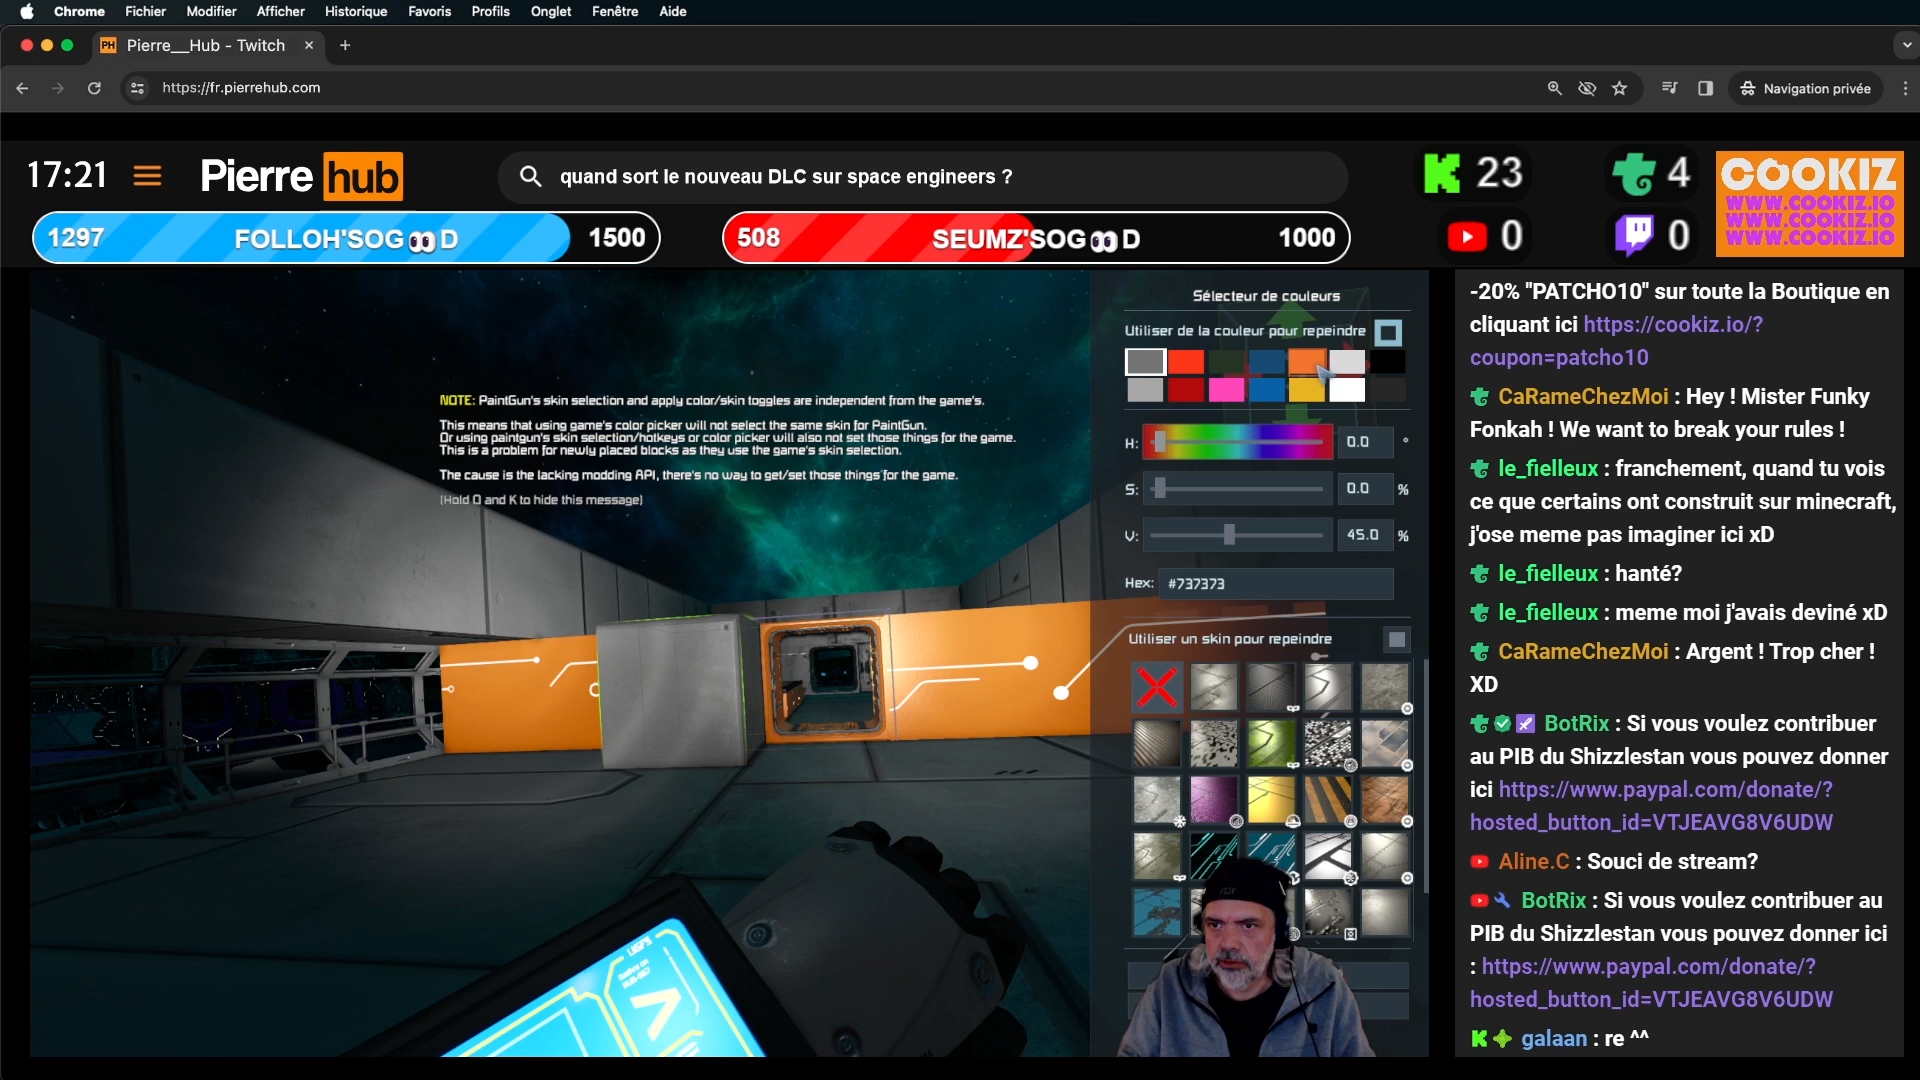 Chrome Fichier Modifier Afficher Historique Favoris Profils Onglet Fenêtre Aide
PH Pierre__Hub - Twitch
https://fr.pierrehub.com
Navigation privée
17:21
Pierre hub
quand sort le nouveau DLC sur space engineers ?
23
4
COOKIZ
WWW.COOKIZ.IO
WWW.COOKIZ.IO
WWW.COOKIZ.IO
1297 FOLLOH'SOG👀D 1500
508 SEUMZ'SOG👀D 1000
0
0
Sélecteur de couleurs
Utiliser de la couleur pour repeindre
H: 0.0 °
S: 0.0 %
V: 45.0 %
Hex: #737373
Utiliser un skin pour repeindre
NOTE: PaintGun's skin selection and apply color/skin toggles are independent from the game's.
This means that using game's color picker will not select the same skin for PaintGun.
Or using paintgun's skin selection/hotkeys or color picker will also not set those things for the game.
This is a problem for newly placed blocks as they use the game's skin selection.
The cause is the lacking modding API, there's no way to get/set those things for the game.
(Hold 0 and K to hide this message)
-20% "PATCHO10" sur toute la Boutique en
cliquant ici https://cookiz.io/?
coupon=patcho10
CaRameChezMoi : Hey ! Mister Funky
Fonkah ! We want to break your rules !
le_fielleux : franchement, quand tu vois
ce que certains ont construit sur minecraft,
j'ose meme pas imaginer ici xD
le_fielleux : hanté?
le_fielleux : meme moi j'avais deviné xD
CaRameChezMoi : Argent ! Trop cher !
XD
BotRix : Si vous voulez contribuer
au PIB du Shizzlestan vous pouvez donner
ici https://www.paypal.com/donate/?
hosted_button_id=VTJEAVG8V6UDW
Aline.C : Souci de stream?
BotRix : Si vous voulez contribuer au
PIB du Shizzlestan vous pouvez donner ici
: https://www.paypal.com/donate/?
hosted_button_id=VTJEAVG8V6UDW
galaan : re ^^